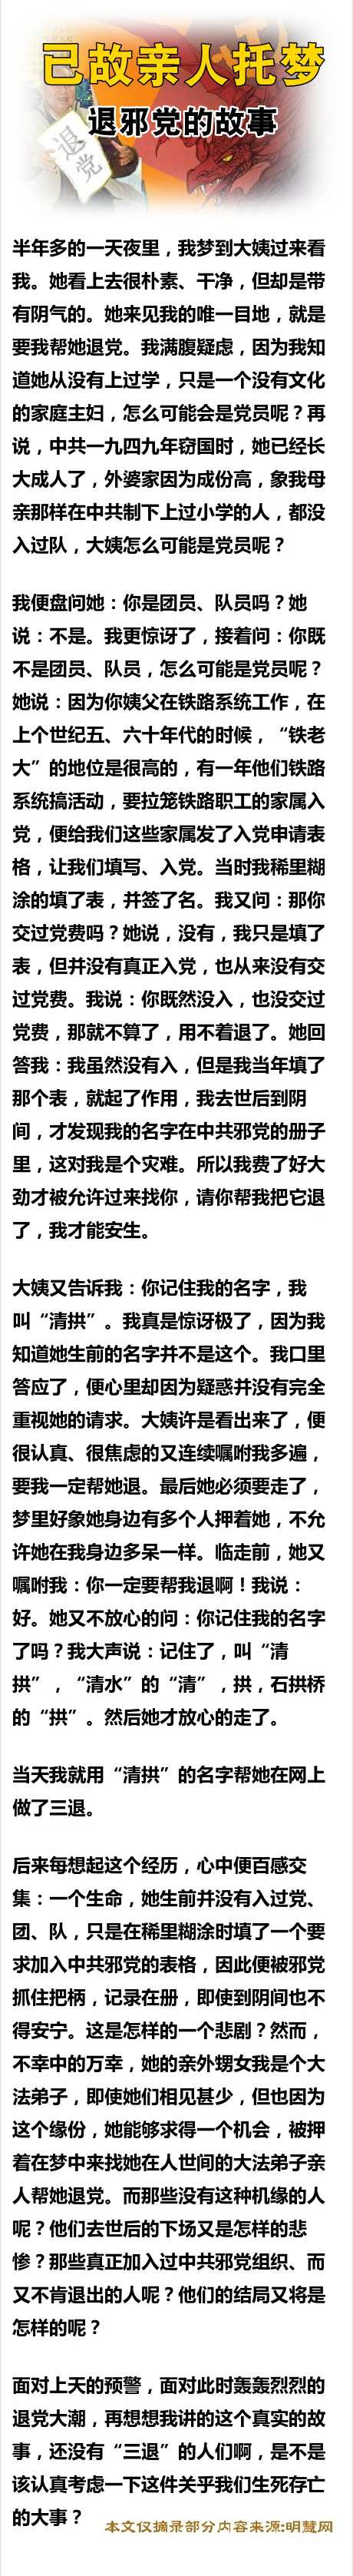 已故亲人托梦
退邪党的故事
退党
半年多的一天夜里，我梦到大姨过来看
我。她看上去很朴素、干净，但却是带
有阴气的。她来见我的唯一目地，就是
要我帮她退党。我满腹疑虑，因为我知
道她从没有上过学，只是一个没有文化
的家庭主妇，怎么可能会是党员呢？再
说，中共一九四九年窃国时，她已经长
大成人了，外婆家因为成份高，象我母
亲那样在中共制下上过小学的人，都没
入过队，大姨怎么可能是党员呢？
我便盘问她：你是团员、队员吗？她
说：不是。我更惊讶了，接着问：你既
不是团员、队员，怎么可能是党员呢？
她说：因为你姨父在铁路系统工作，在
上个世纪五、六十年代的时候，“铁老
大”的地位是很高的，有一年他们铁路
系统搞活动，要拉笼铁路职工的家属入
党，便给我们这些家属发了入党申请表
格，让我们填写、入党。当时我稀里糊
涂的填了表，并签了名。我又问：那你
交过党费吗？她说，没有，我只是填了
表，但并没有真正入党，也从来没有交
过党费。我说：你既然没入，也没交过
党费，那就不算了，用不着退了。她回
答我：我虽然没有入，但是我当年填了
那个表，就起了作用，我去世后到阴
间，才发现我的名字在中共邪党的册子
里，这对我是个灾难。所以我费了好大
劲才被允许过来找你，请你帮我把它退
了，我才能安生。
大姨又告诉我：你记住我的名字，我
叫“清拱”。我真是惊讶极了，因为我
知道她生前的名字并不是这个。我口里
答应了，便心里却因为疑惑并没有完全
重视她的请求。大姨许是看出来了，便
很认真、很焦虑的又连续嘱咐我多遍，
要我一定帮她退。最后她必须要走了，
梦里好象她身边有多个人押着她，不允
许她在我身边多呆一样。临走前，她又
嘱咐我：你一定要帮我退啊！我说：
好。她又不放心的问：你记住我的名字
了吗？我大声说：记住了，叫“清
拱”，“清水”的“清”，拱，石拱桥
的“拱”。然后她才放心的走了。
当天我就用“清拱”的名字帮她在网上
做了三退。
后来每想起这个经历，心中便百感交
集：一个生命，她生前并没有入过党、
团、队，只是在稀里糊涂时填了一个要
求加入中共邪党的表格，因此便被邪党
抓住把柄，记录在册，即使到阴间也不
得安宁。这是怎样的一个悲剧？然而，
不幸中的万幸，她的亲外甥女我是个大
法弟子，即使她们相见甚少，但也因为
这个缘份，她能够求得一个机会，被押
着在梦中来找她在人世间的大法弟子亲
人帮她退党。而那些没有这种机缘的人
呢？他们去世后的下场又是怎样的悲
惨？那些真正加入过中共邪党组织、而
又不肯退出的人呢？他们的结局又将是
怎样的呢？
面对上天的预警，面对此时轰轰烈烈的
退党大潮，再想想我讲的这个真实的故
事，还没有“三退”的人们啊，是不是
该认真考虑一下这件关乎我们生死存亡
的大事？
本文仅摘录部分内容来源:明慧网